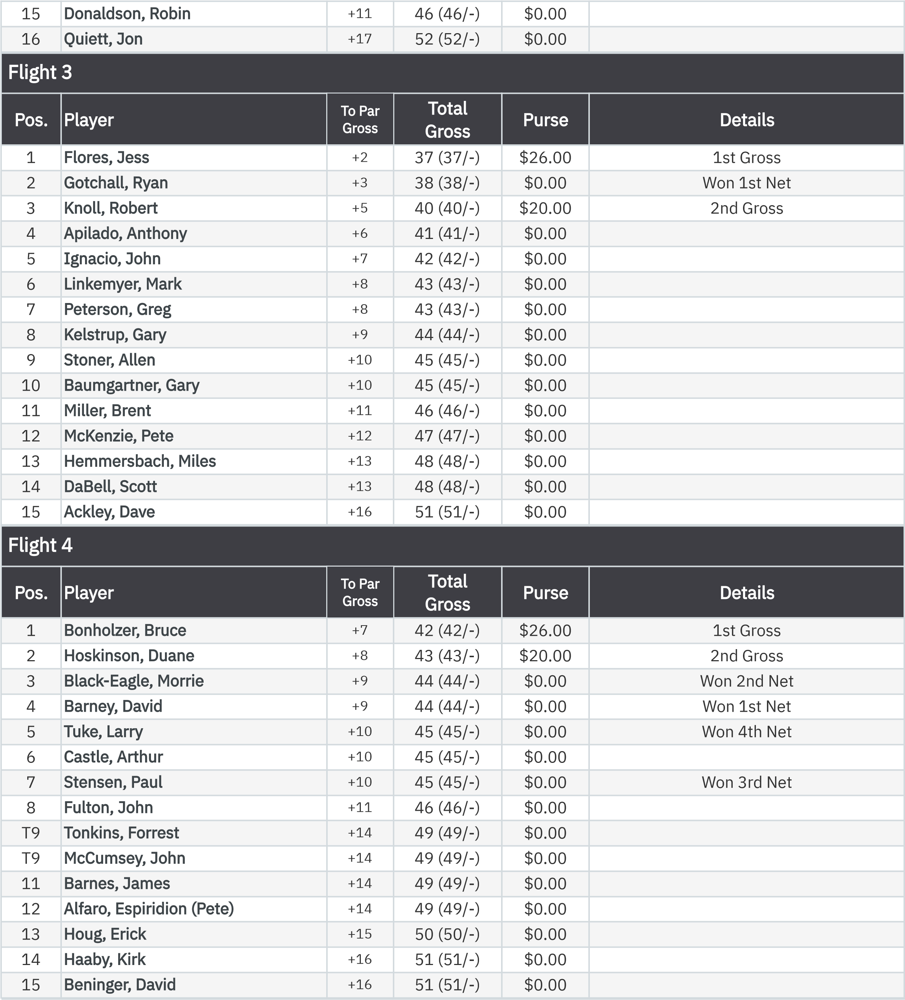 15 Donaldson, Robin +11 46 (46/-) $0.00
16 Quiett, Jon +17 52 (52/-) $0.00
Flight 3
Pos. Player To Par Gross Total Gross Purse Details
1 Flores, Jess +2 37 (37/-) $26.00 1st Gross
2 Gotchall, Ryan +3 38 (38/-) $0.00 Won 1st Net
3 Knoll, Robert +5 40 (40/-) $20.00 2nd Gross
4 Apilado, Anthony +6 41 (41/-) $0.00
5 Ignacio, John +7 42 (42/-) $0.00
6 Linkemyer, Mark +8 43 (43/-) $0.00
7 Peterson, Greg +8 43 (43/-) $0.00
8 Kelstrup, Gary +9 44 (44/-) $0.00
9 Stoner, Allen +10 45 (45/-) $0.00
10 Baumgartner, Gary +10 45 (45/-) $0.00
11 Miller, Brent +11 46 (46/-) $0.00
12 McKenzie, Pete +12 47 (47/-) $0.00
13 Hemmersbach, Miles +13 48 (48/-) $0.00
14 DaBell, Scott +13 48 (48/-) $0.00
15 Ackley, Dave +16 51 (51/-) $0.00
Flight 4
Pos. Player To Par Gross Total Gross Purse Details
1 Bonholzer, Bruce +7 42 (42/-) $26.00 1st Gross
2 Hoskinson, Duane +8 43 (43/-) $20.00 2nd Gross
3 Black-Eagle, Morrie +9 44 (44/-) $0.00 Won 2nd Net
4 Barney, David +9 44 (44/-) $0.00 Won 1st Net
5 Tuke, Larry +10 45 (45/-) $0.00 Won 4th Net
6 Castle, Arthur +10 45 (45/-) $0.00
7 Stensen, Paul +10 45 (45/-) $0.00 Won 3rd Net
8 Fulton, John +11 46 (46/-) $0.00
T9 Tonkins, Forrest +14 49 (49/-) $0.00
T9 McCumsey, John +14 49 (49/-) $0.00
11 Barnes, James +14 49 (49/-) $0.00
12 Alfaro, Espiridion (Pete) +14 49 (49/-) $0.00
13 Houg, Erick +15 50 (50/-) $0.00
14 Haaby, Kirk +16 51 (51/-) $0.00
15 Beninger, David +16 51 (51/-) $0.00